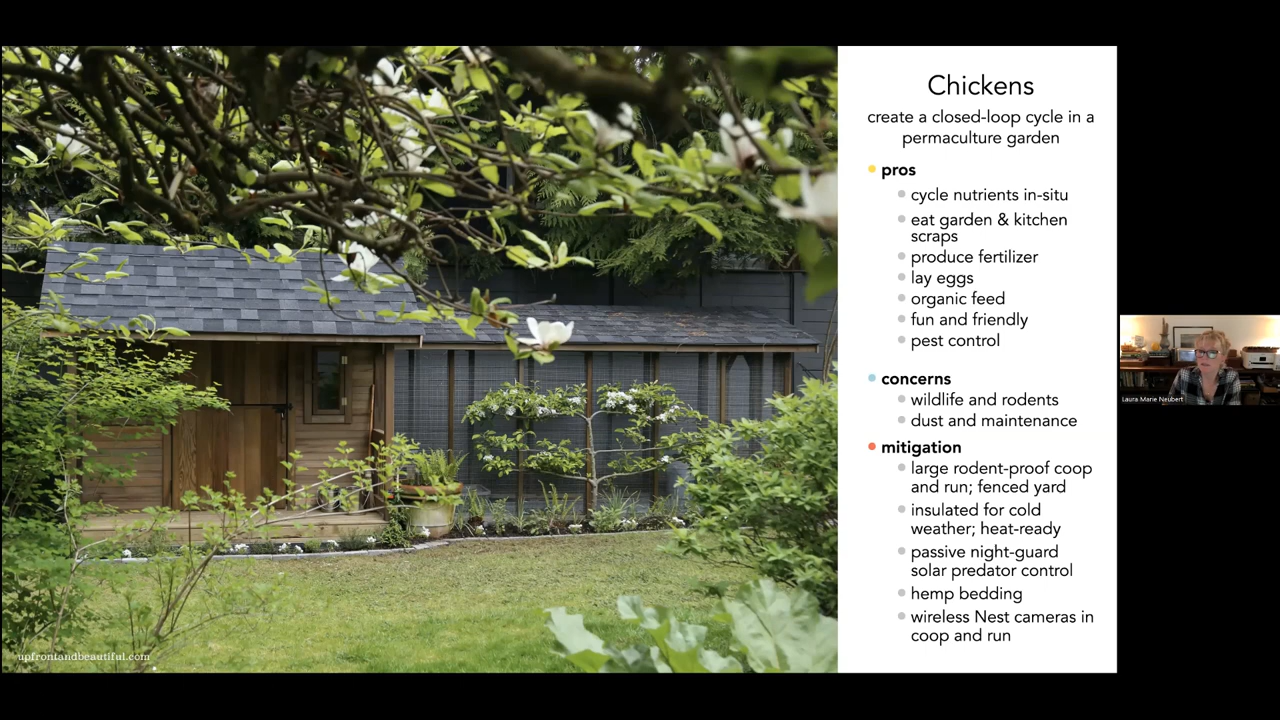 Chickens
create a closed-loop cycle in a
permaculture garden
pros
cycle nutrients in-situ
eat garden & kitchen
scraps
produce fertilizer
lay eggs
organic feed
fun and friendly
pest control
concerns
wildlife and rodents
dust and maintenance
mitigation
large rodent-proof coop
and run; fenced yard
insulated for cold
weather; heat-ready
passive night-guard
solar predator control
hemp bedding
wireless Nest cameras in
coop and run
upfrontandbeautiful.com
Laura Marie Neubert